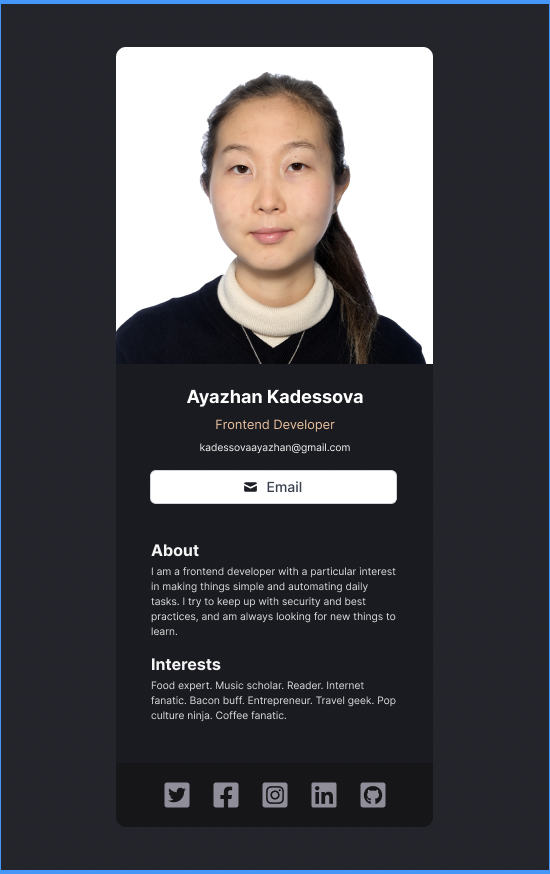 Ayazhan Kadessova
Frontend Developer
kadessovaayazhan@gmail.com
Email
About
I am a frontend developer with a particular interest
in making things simple and automating daily
tasks. I try to keep up with security and best
practices, and am always looking for new things to
learn.
Interests
Food expert. Music scholar. Reader. Internet
fanatic. Bacon buff. Entrepreneur. Travel geek. Pop
culture ninja. Coffee fanatic.